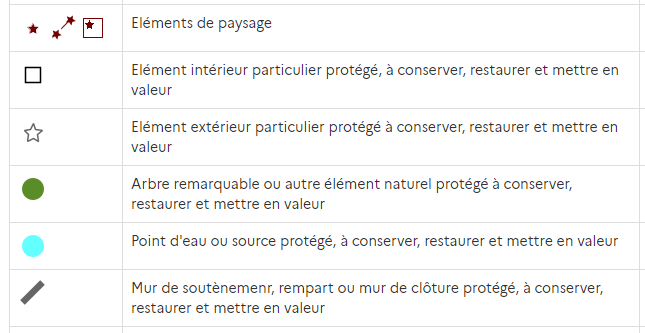 Eléments de paysage
Elément intérieur particulier protégé, à conserver, restaurer et mettre en
valeur
Elément extérieur particulier protégé à conserver, restaurer et mettre en
valeur
Arbre remarquable ou autre élément naturel protégé à conserver,
restaurer et mettre en valeur
Point d'eau ou source protégé, à conserver, restaurer et mettre en valeur
Mur de soutènemenr, rempart ou mur de clôture protégé, à conserver,
restaurer et mettre en valeur